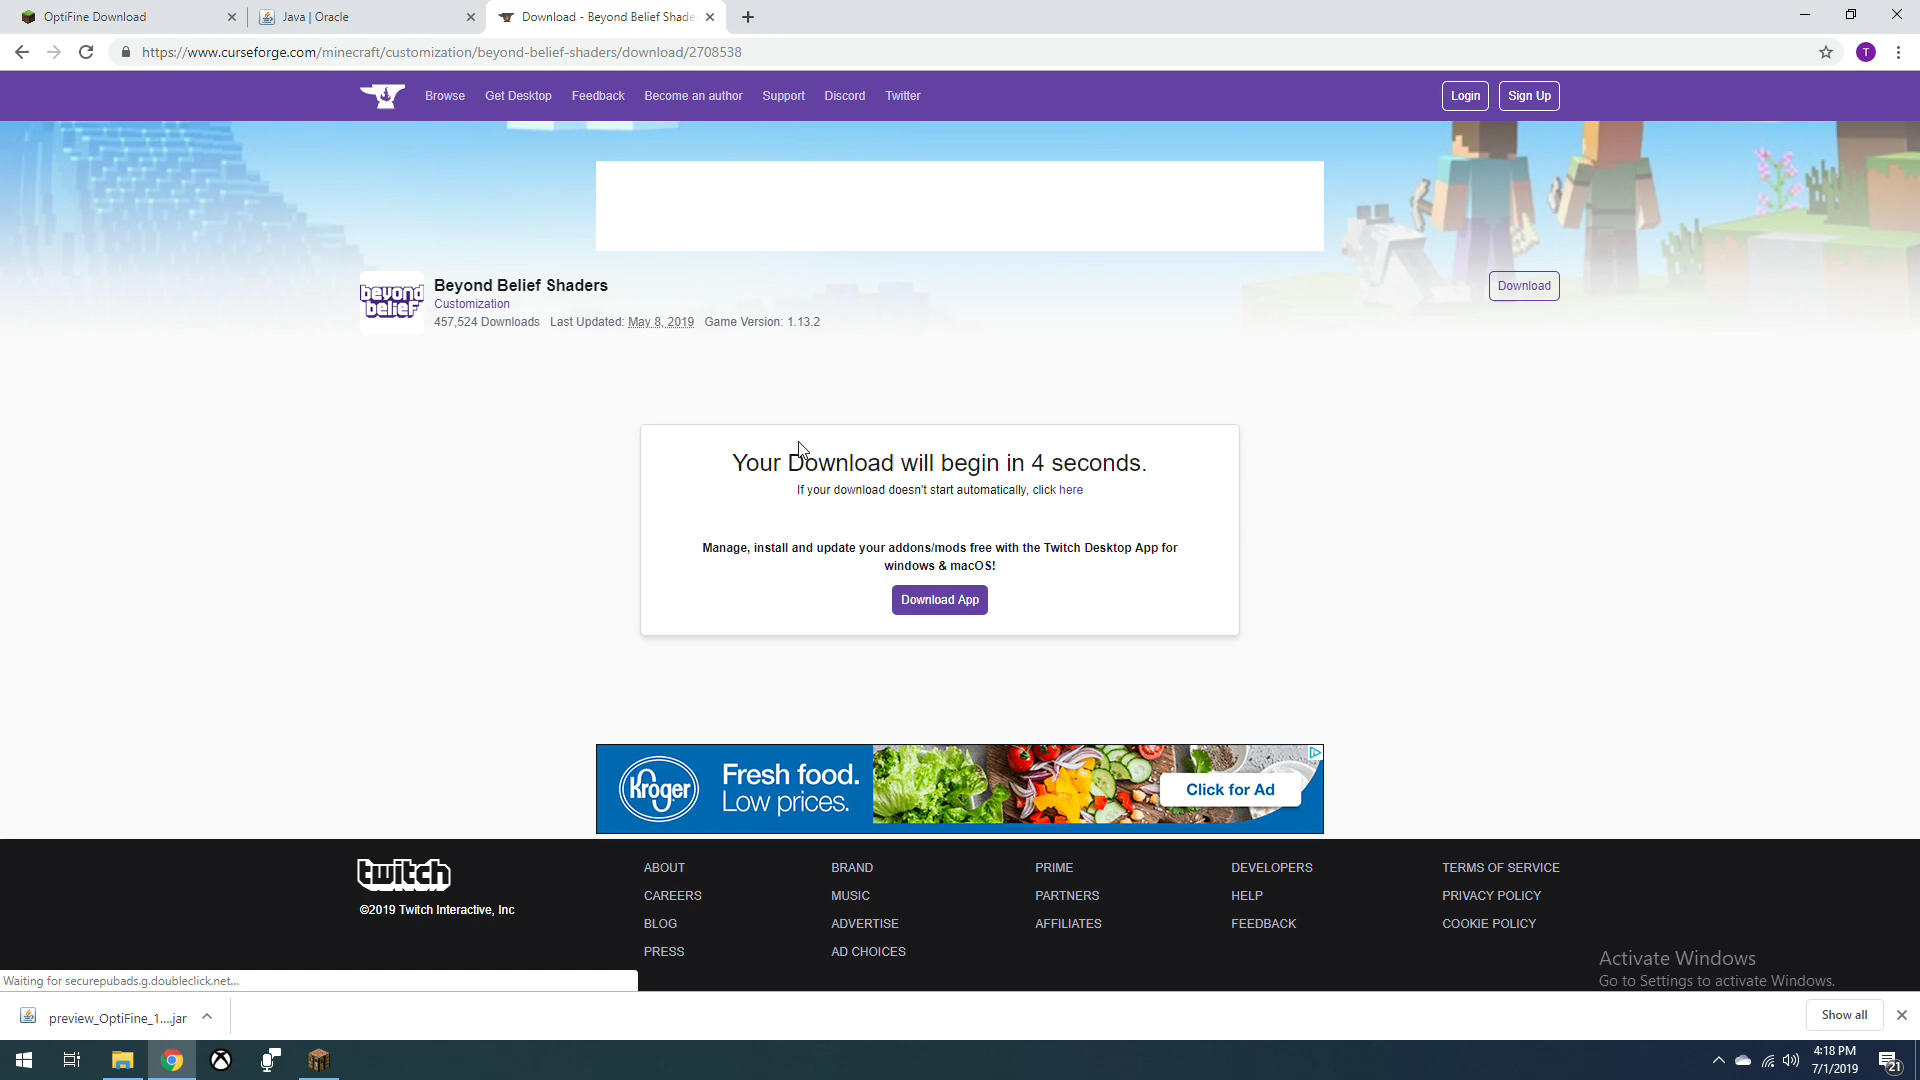 OptiFine Download
Java | Oracle
Download - Beyond Belief Shade
https://www.curseforge.com/minecraft/customization/beyond-belief-shaders/download/2708538
T
Browse Get Desktop Feedback Become an author Support Discord Twitter
Login Sign Up
beyond
belief
Beyond Belief Shaders
Customization
457,524 Downloads Last Updated: May 8, 2019 Game Version: 1.13.2
Download
Your Download will begin in 4 seconds.
If your download doesn't start automatically, click here
Manage, install and update your addons/mods free with the Twitch Desktop App for
windows & macOS!
Download App
Kroger
Fresh food.
Low prices.
Click for Ad
twitch
©2019 Twitch Interactive, Inc
ABOUT
CAREERS
BLOG
PRESS
BRAND
MUSIC
ADVERTISE
AD CHOICES
PRIME
PARTNERS
AFFILIATES
DEVELOPERS
HELP
FEEDBACK
TERMS OF SERVICE
PRIVACY POLICY
COOKIE POLICY
Activate Windows
Go to Settings to activate Windows.
Waiting for securepubads.g.doubleclick.net...
preview_OptiFine_1....jar
Show all
4:18 PM
7/1/2019
21